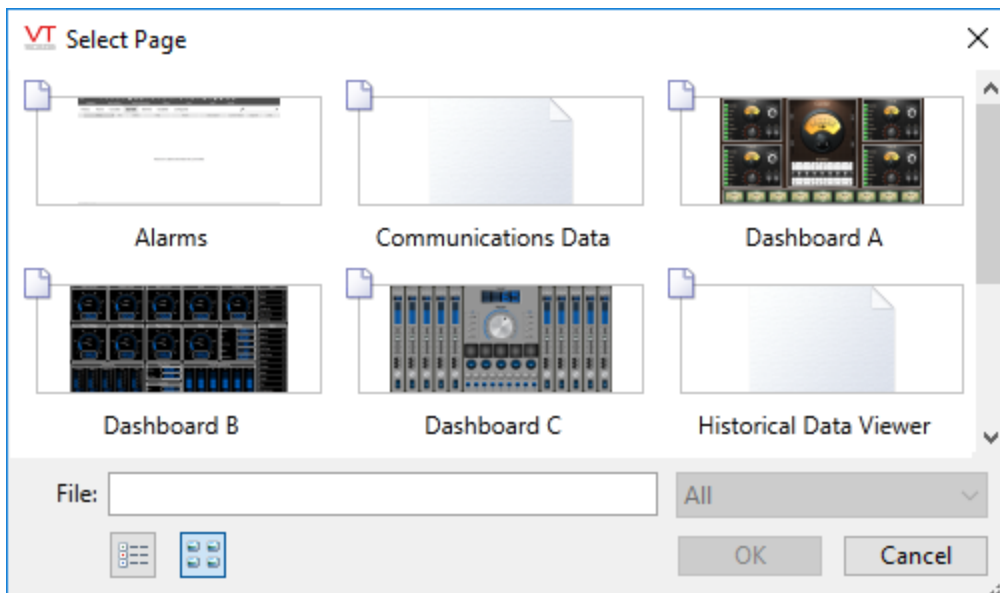 VT Select Page
Alarms
Communications Data
Dashboard A
Dashboard B
Dashboard C
Historical Data Viewer
File:
All
OK
Cancel